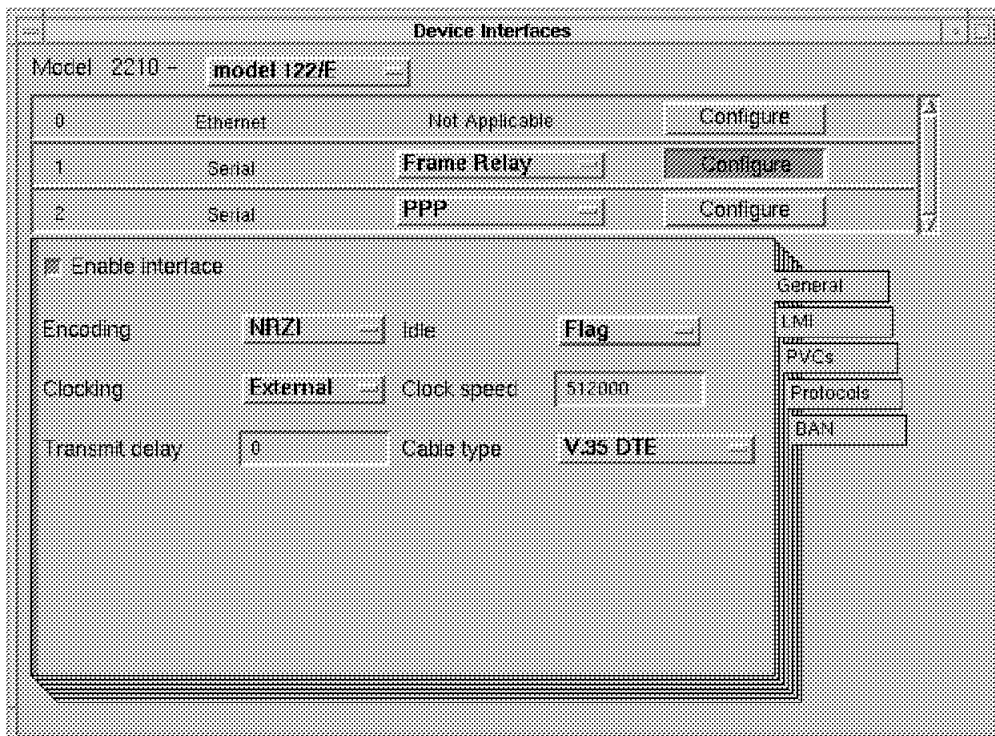 Device Interfaces
Model 2210 - model 122/F
0 Ethernet Not Applicable Configure
1 Serial Frame Relay Configure
2 Serial PPP Configure
Enable interface
General
LMI
PVCs
Protocols
BAN
Encoding NRZI Idle Flag
Clocking External Clock speed 512000
Transmit delay 0 Cable type V.35 DTE